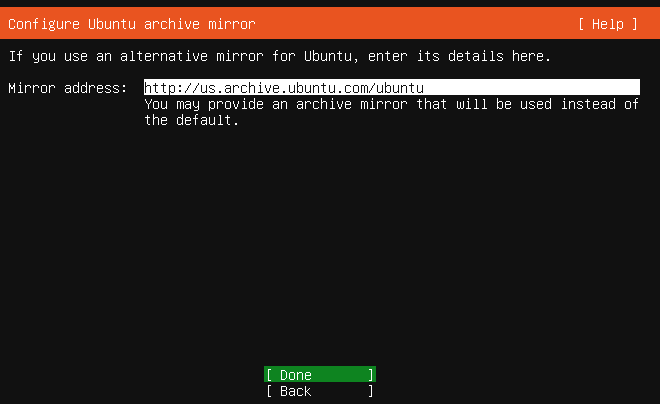 Configure Ubuntu archive mirror [ Help ]
If you use an alternative mirror for Ubuntu, enter its details here.
Mirror address: http://us.archive.ubuntu.com/ubuntu
You may provide an archive mirror that will be used instead of
the default.
[ Done ]
[ Back ]